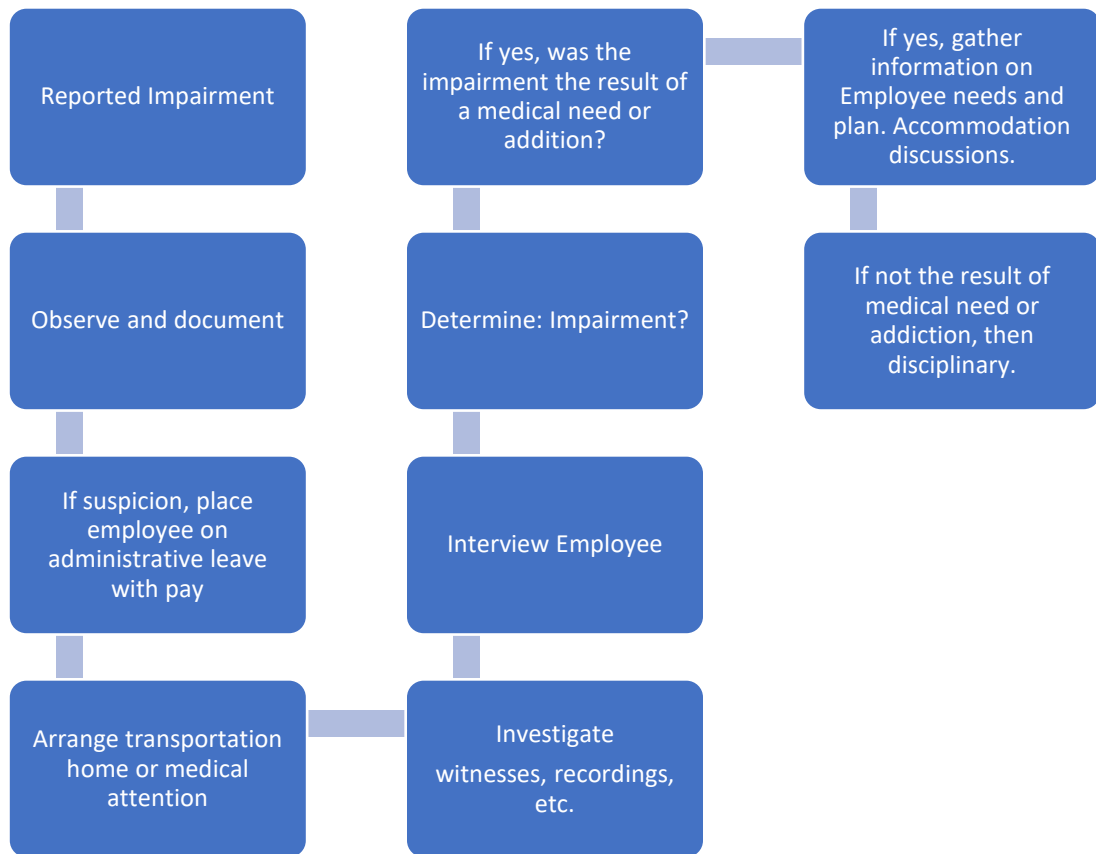 Reported Impairment
Observe and document
If suspicion, place
employee on
administrative leave
with pay
Arrange transportation
home or medical
attention
Investigate
witnesses, recordings,
etc.
Interview Employee
Determine: Impairment?
If yes, was the
impairment the result of
a medical need or
addition?
If yes, gather
information on
Employee needs and
plan. Accommodation
discussions.
If not the result of
medical need or
addiction, then
disciplinary.